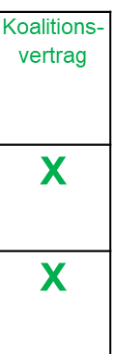 Koalitions-
vertrag
X
X